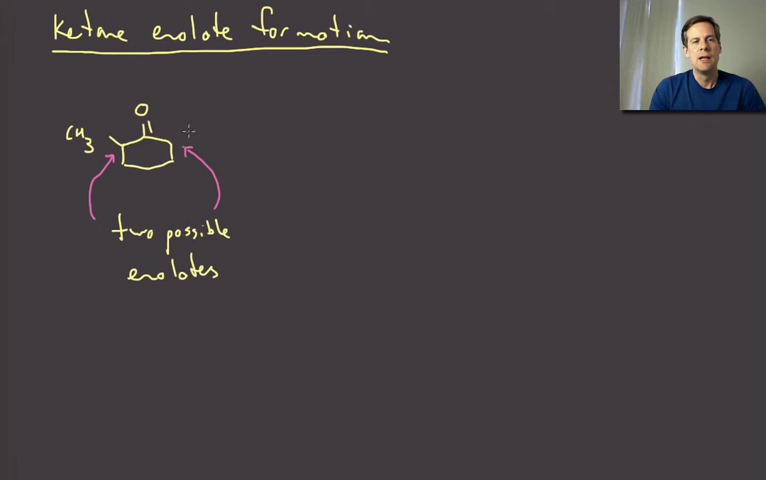 Ketone enolate formation
O
CH3
two possible
enolates